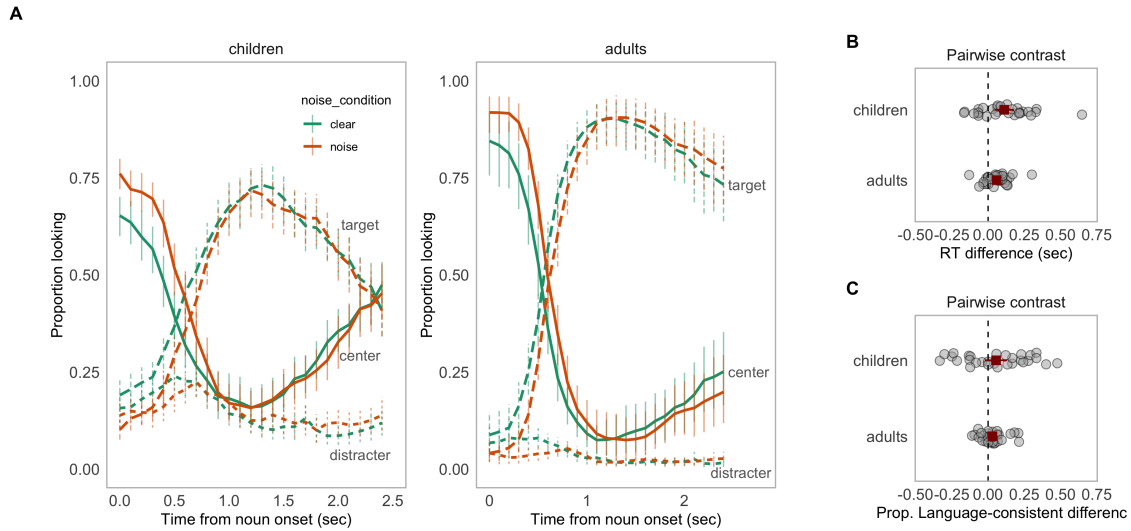 A
children
adults
1.00
0.75
0.50
0.25
0.00
Proportion looking
noise_condition
clear
noise
target
center
distracter
0.0 0.5 1.0 1.5 2.0 2.5
Time from noun onset (sec)
1.00
0.75
0.50
0.25
0.00
Proportion looking
target
center
distracter
0 1 2
Time from noun onset (sec)
B
Pairwise contrast
children
adults
-0.50 -0.25 0.00 0.25 0.50 0.75
RT difference (sec)
C
Pairwise contrast
children
adults
-0.50 -0.25 0.00 0.25 0.50 0.75
Prop. Language-consistent differenc